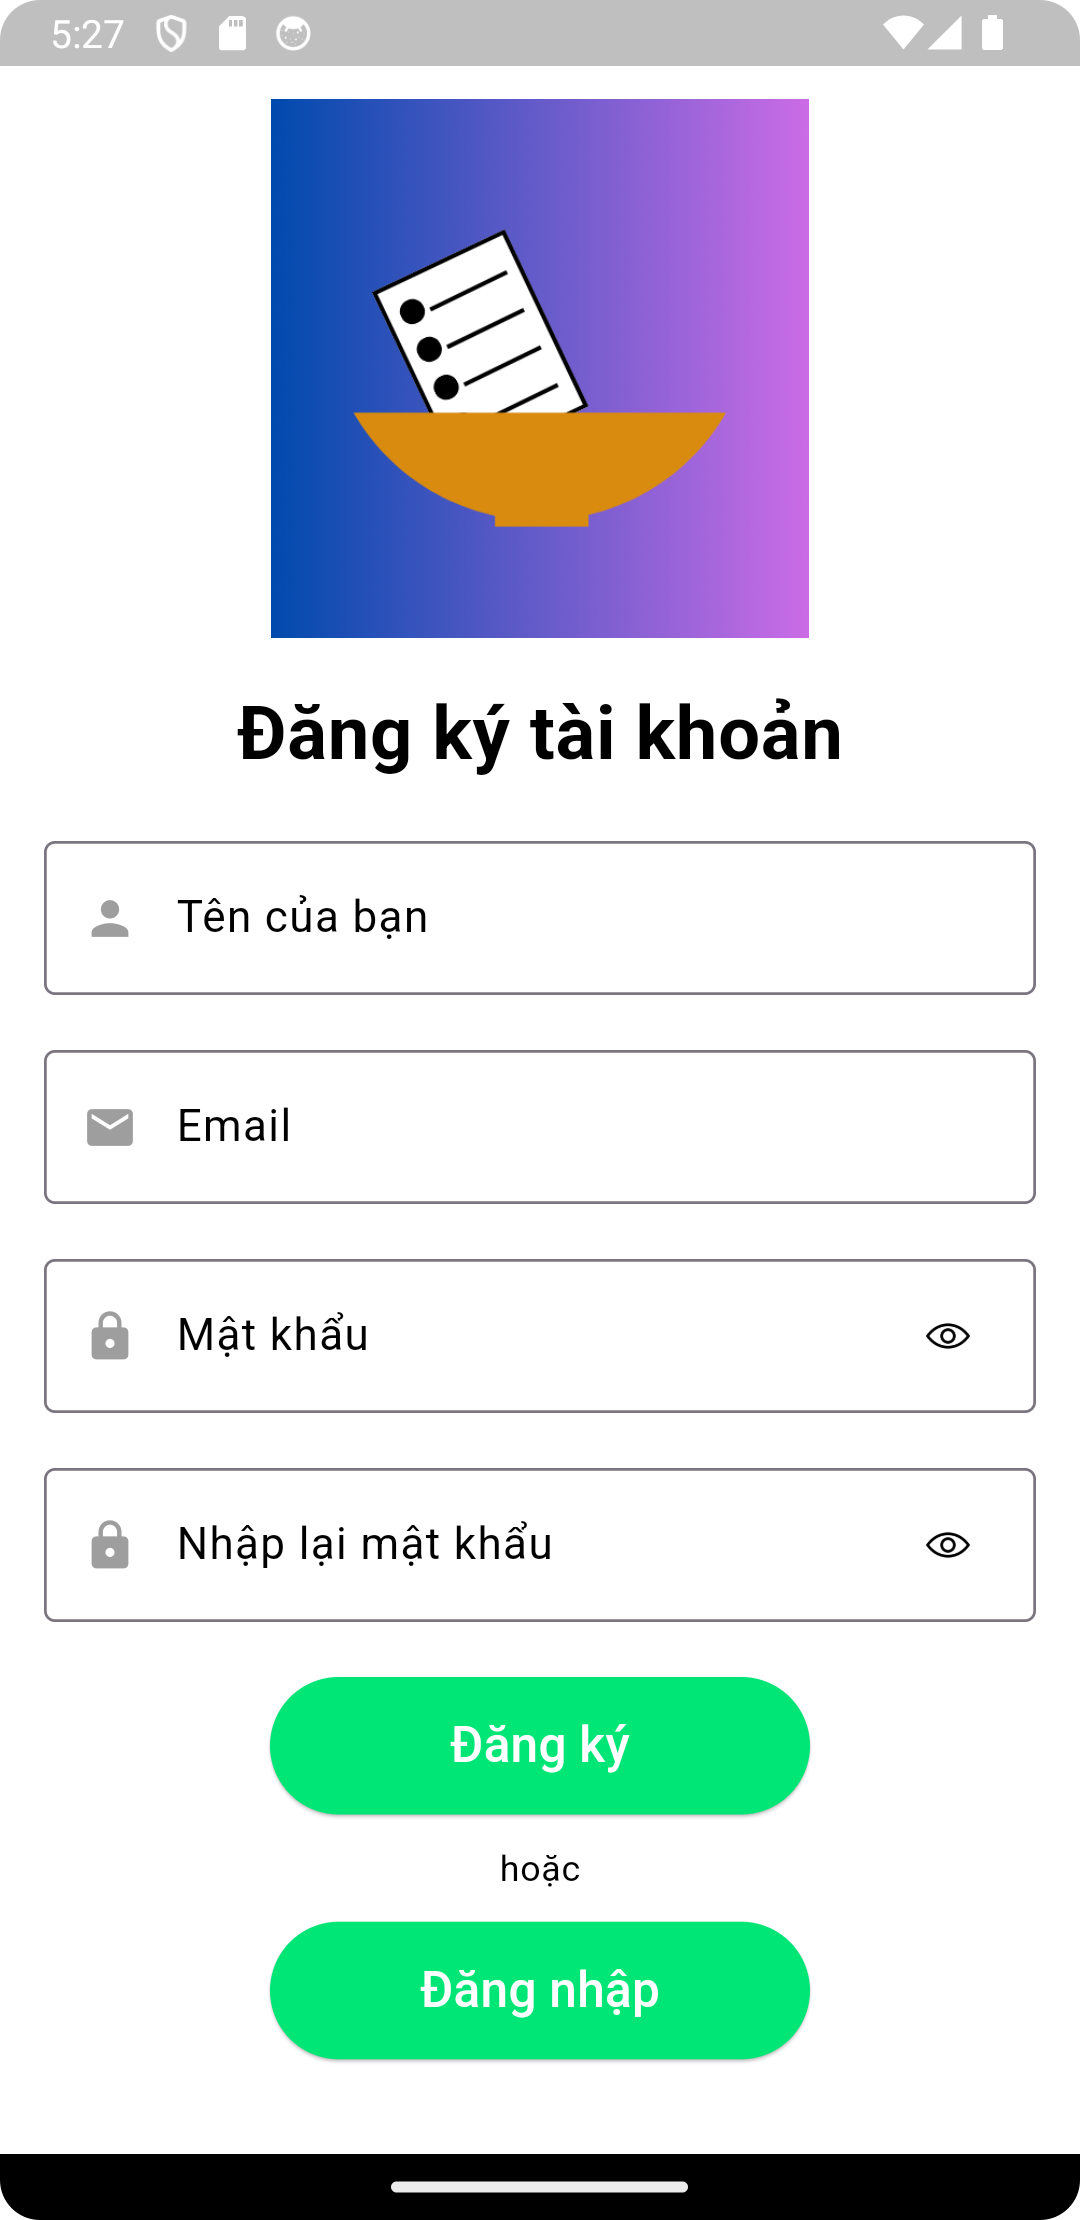 5:27
Đăng ký tài khoản
Tên của bạn
Email
Mật khẩu
Nhập lại mật khẩu
Đăng ký
hoặc
Đăng nhập